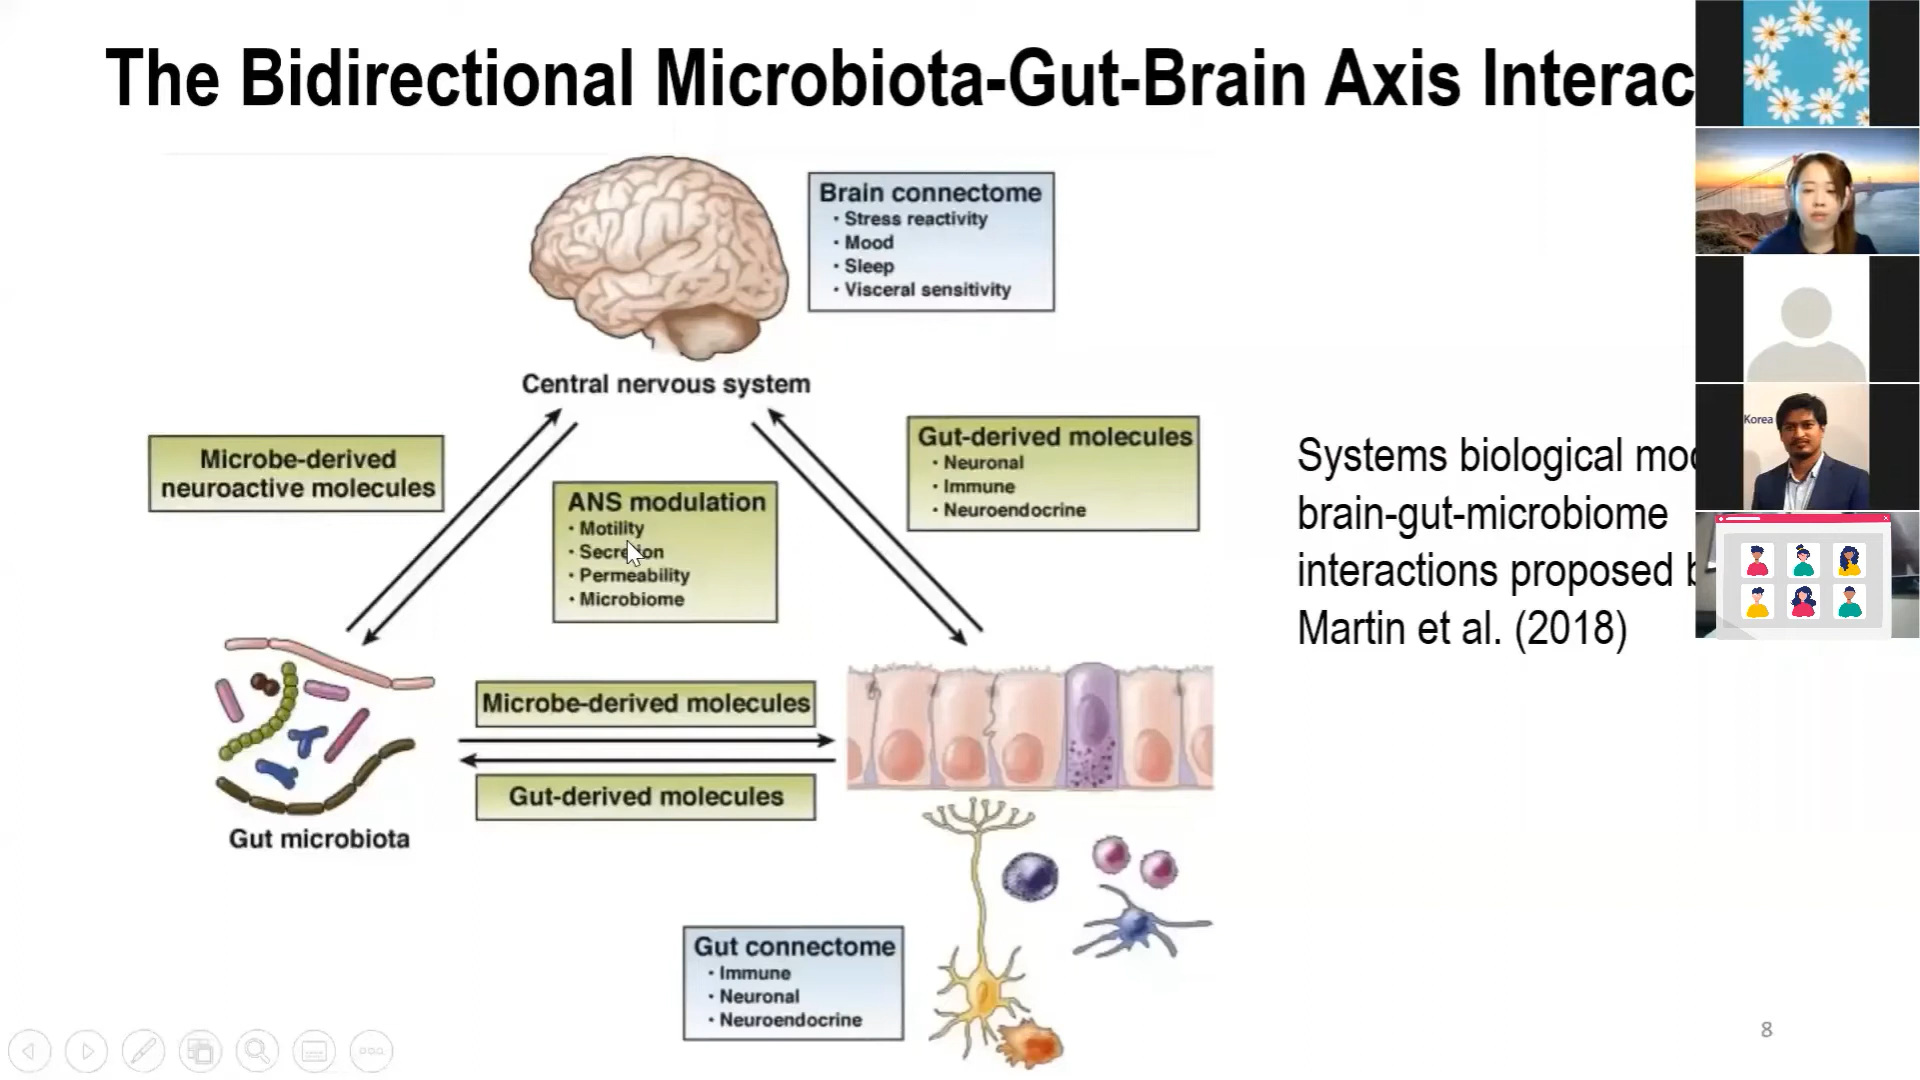 The Bidirectional Microbiota-Gut-Brain Axis Interac
Brain connectome
• Stress reactivity
• Mood
• Sleep
• Visceral sensitivity
Central nervous system
Microbe-derived
neuroactive molecules
ANS modulation
• Motility
• Secretion
• Permeability
• Microbiome
Gut-derived molecules
• Neuronal
• Immune
• Neuroendocrine
Systems biological mod
brain-gut-microbiome
interactions proposed b
Martin et al. (2018)
Korea
Microbe-derived molecules
Gut-derived molecules
Gut microbiota
Gut connectome
• Immune
• Neuronal
• Neuroendocrine
8